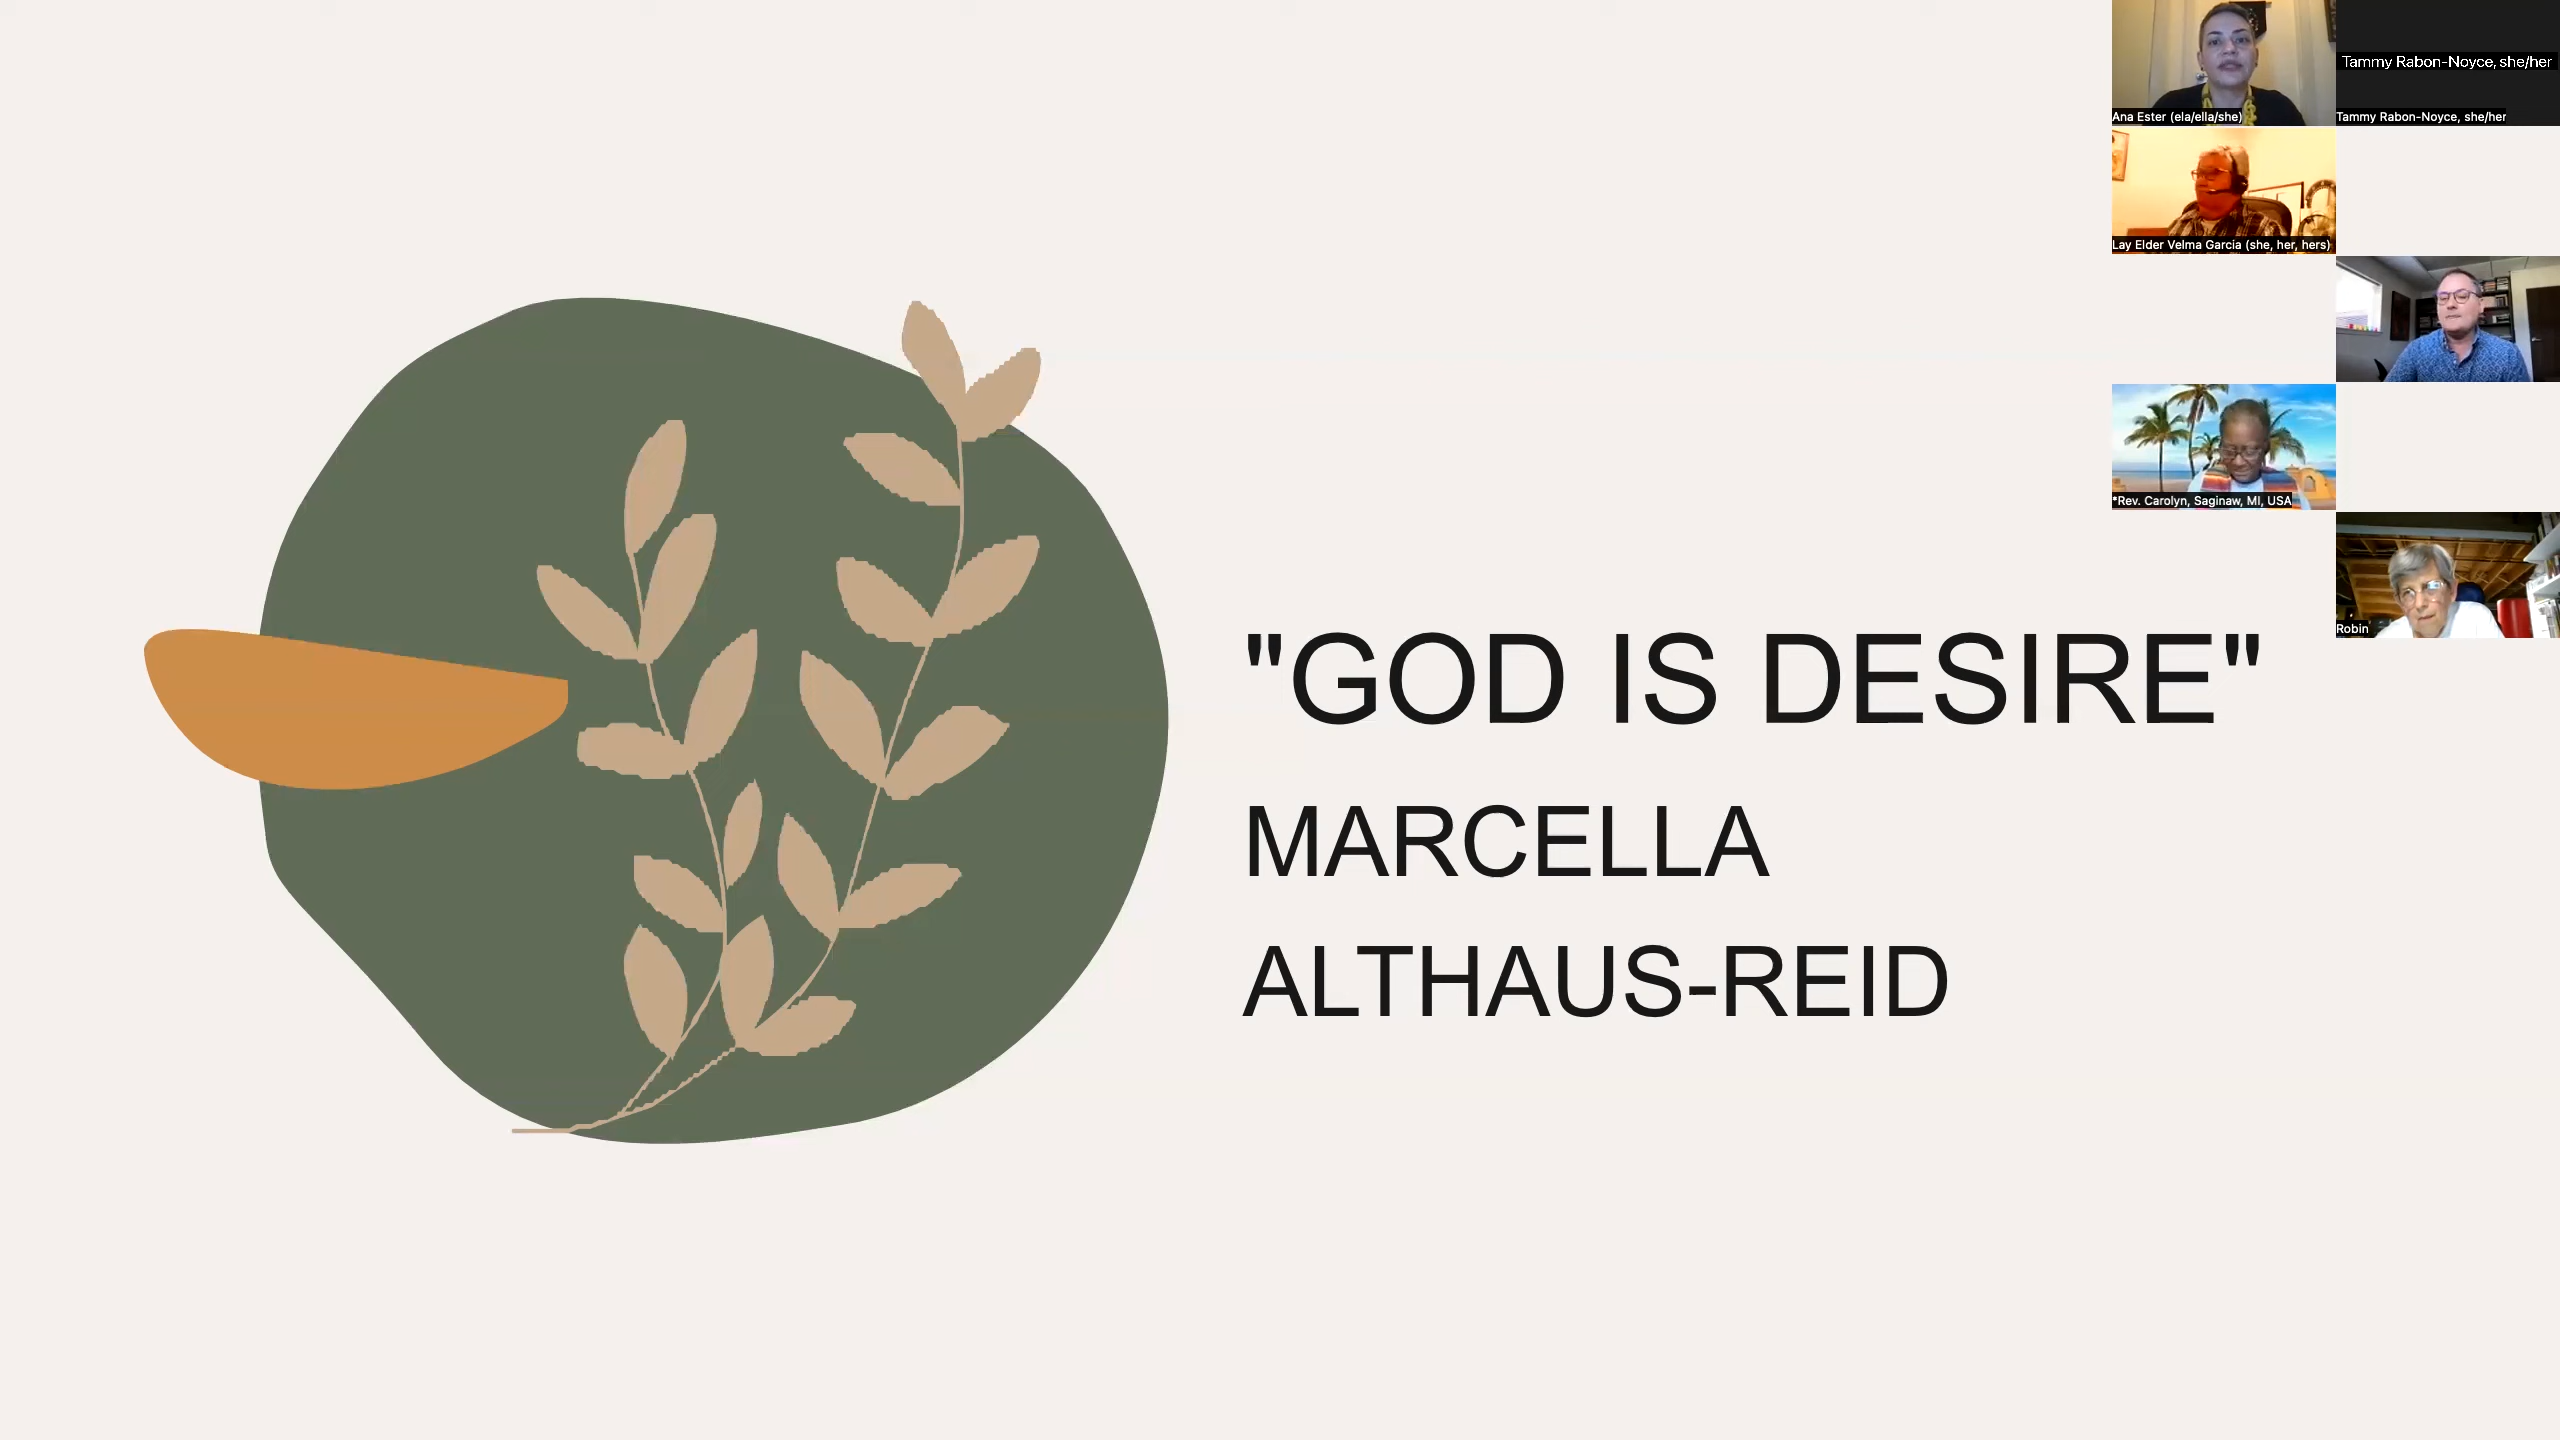 Tammy Rabon-Noyce, she/her
Ana Ester (ela/ella/she)
Tammy Rabon-Noyce, she/her
Lay Elder Velma Garcia (she, her, hers)
*Rev. Carolyn, Saginaw, MI, USA
Robin
"GOD IS DESIRE"
MARCELLA
ALTHAUS-REID